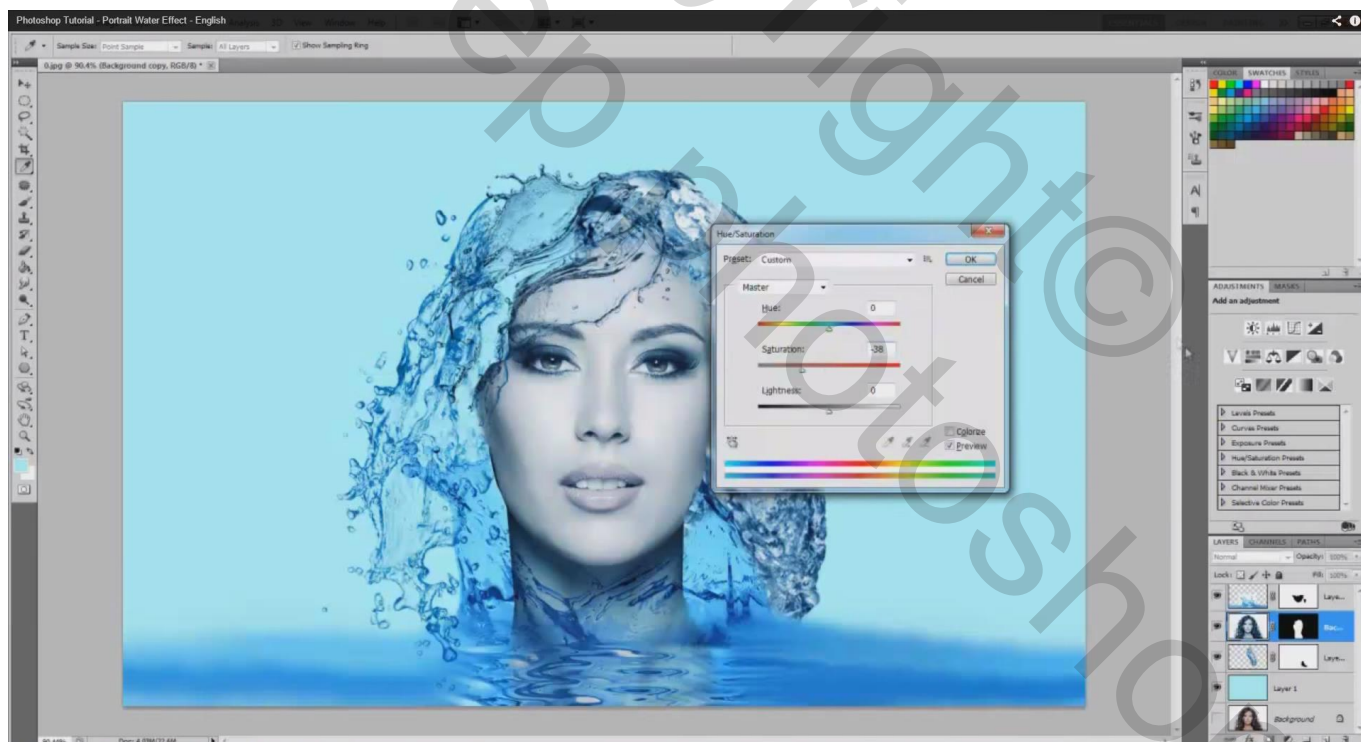 Photoshop Tutorial - Portrait Water Effect - English
Sample Size: Point Sample Sample: All Layers Show Sampling Ring
0.jpg @ 90.4% (Background copy, RGB/8) *
COLOR SWATCHES STYLES
Hue/Saturation
Preset: Custom
OK
Cancel
Master
Hue: 0
Saturation: -38
Lightness: 0
Colorize
Preview
ADJUSTMENTS MASKS
Add an adjustment
Levels Presets
Curves Presets
Exposure Presets
Hue/Saturation Presets
Black & White Presets
Channel Mixer Presets
Selective Color Presets
LAYERS CHANNELS PATHS
Normal Opacity: 100%
Lock: Fill: 100%
Laye...
Bac...
Laye...
Layer 1
Background
right©
ep photosho